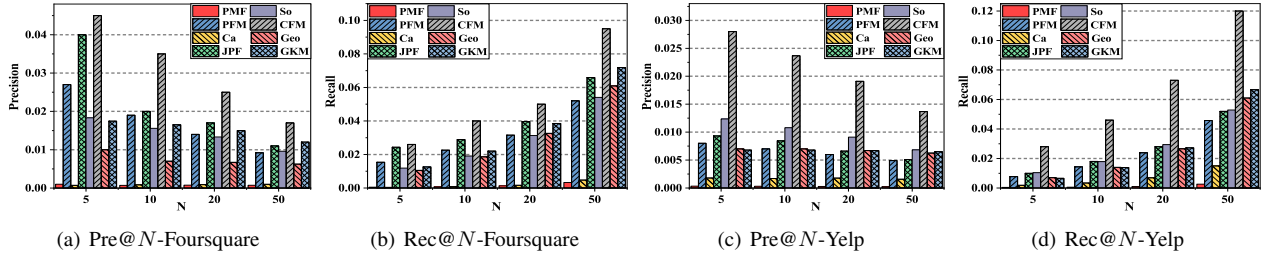 PMF So
PFM CFM
Ca Geo
JPF GKM
Precision
0.04
0.03
0.02
0.01
0.00
5 10 20 50
N
(a) Pre@N-Foursquare
PMF So
PFM CFM
Ca Geo
JPF GKM
Recall
0.10
0.08
0.06
0.04
0.02
0.00
5 10 20 50
N
(b) Rec@N-Foursquare
PMF So
PFM CFM
Ca Geo
JPF GKM
Precision
0.030
0.025
0.020
0.015
0.010
0.005
0.000
5 10 20 50
N
(c) Pre@N-Yelp
PMF So
PFM CFM
Ca Geo
JPF GKM
Recall
0.12
0.10
0.08
0.06
0.04
0.02
0.00
5 10 20 50
N
(d) Rec@N-Yelp